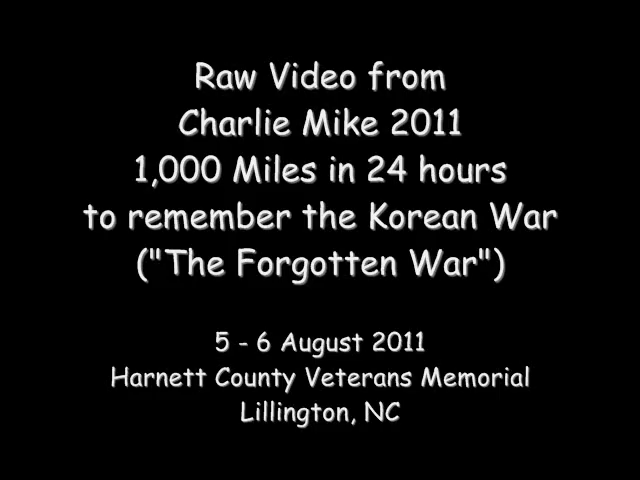 Raw Video from
Charlie Mike 2011
1,000 Miles in 24 hours
to remember the Korean War
("The Forgotten War")
5 - 6 August 2011
Harnett County Veterans Memorial
Lillington, NC